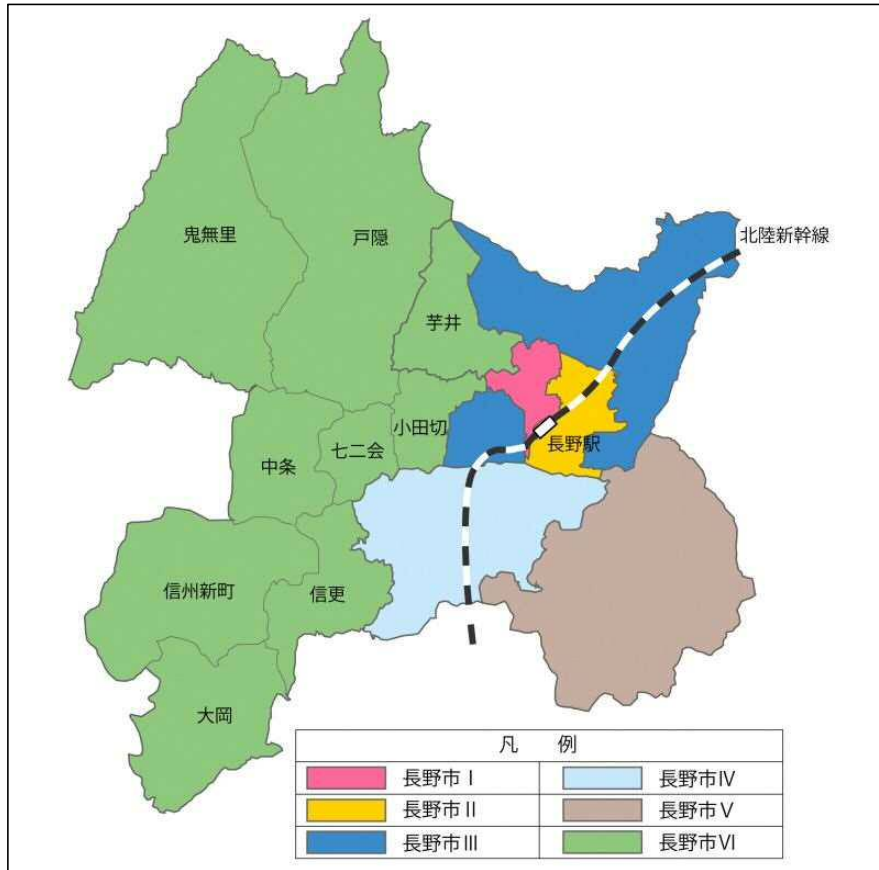 北陸新幹線
鬼無里
戸隠
芋井
小田切
長野駅
七二会
中条
信州新町
信更
大岡
凡 例
長野市Ⅰ
長野市Ⅳ
長野市Ⅱ
長野市Ⅴ
長野市Ⅲ
長野市Ⅵ